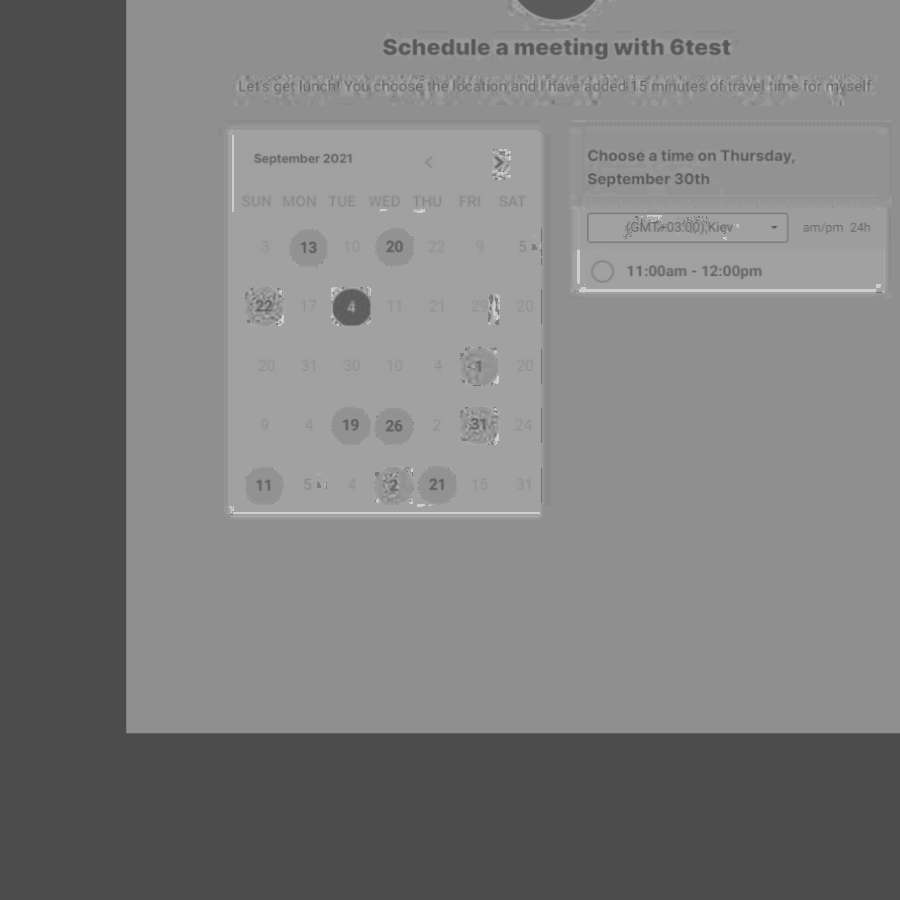 Schedule a meeting with 6test
Let's get lunch! You choose the location and I have added 15 minutes of travel time for myself.
September 2021
SUN MON TUE WED THU FRI SAT
3 13 10 20 22 9 5
22 17 4 11 21 29 20
20 31 30 10 4 1 20
9 4 19 26 2 31 24
11 5 4 2 21 15 31
Choose a time on Thursday,
September 30th
(GMT+03:00) Kiev am/pm 24h
11:00am - 12:00pm